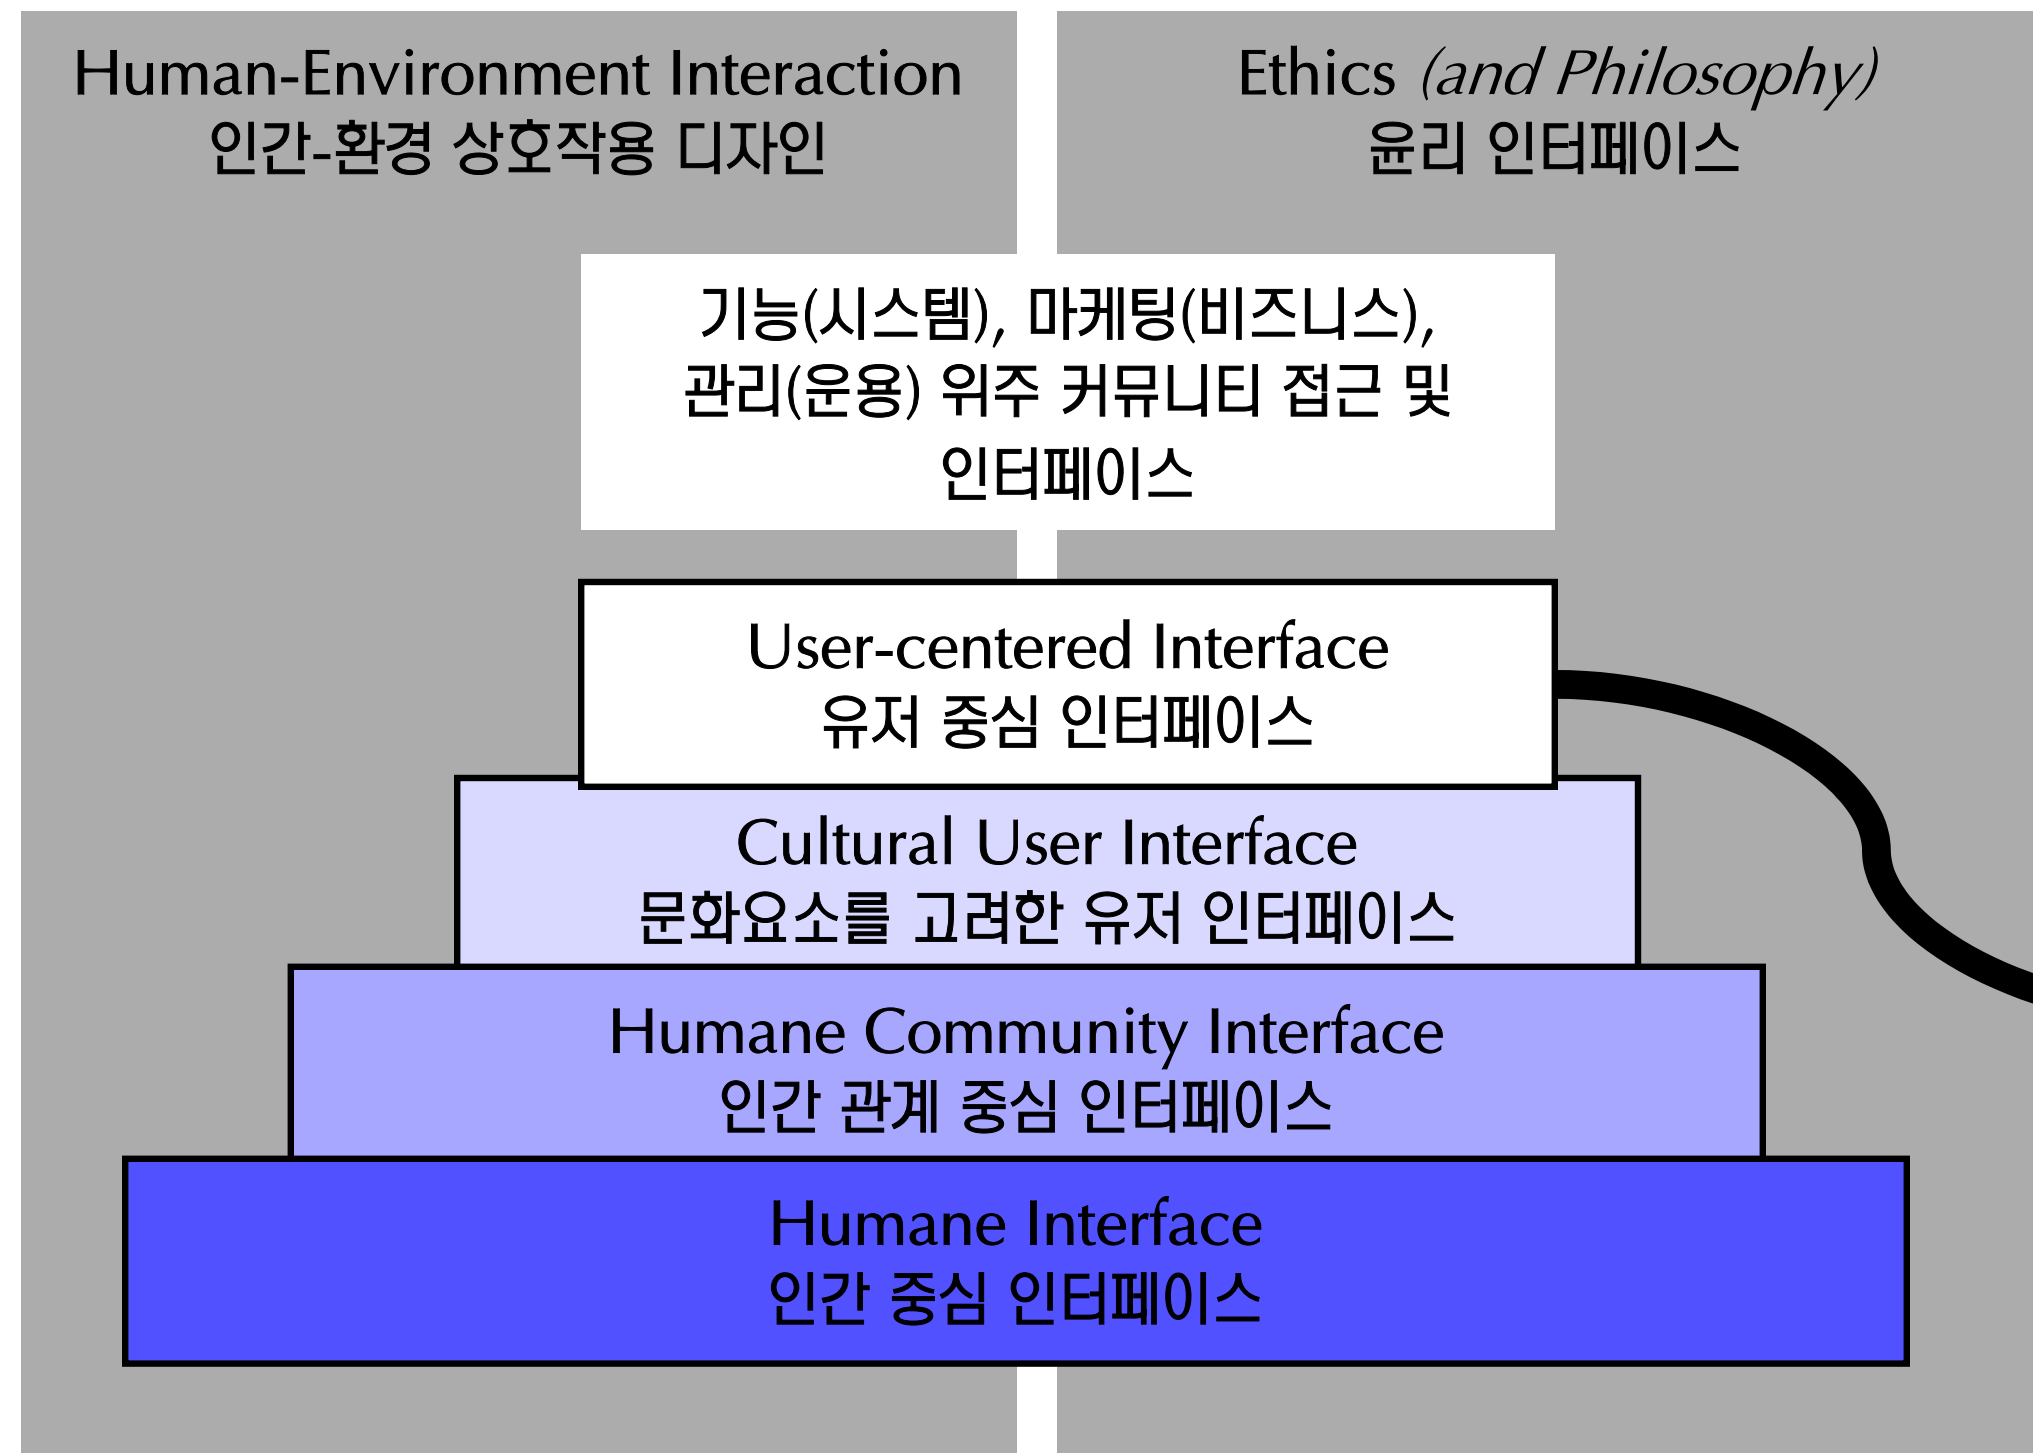 Human-Environment Interaction
인간-환경 상호작용 디자인
Ethics (and Philosophy)
윤리 인터페이스
기능(시스템), 마케팅(비즈니스),
관리(운용) 위주 커뮤니티 접근 및
인터페이스
User-centered Interface
유저 중심 인터페이스
Cultural User Interface
문화요소를 고려한 유저 인터페이스
Humane Community Interface
인간 관계 중심 인터페이스
Humane Interface
인간 중심 인터페이스